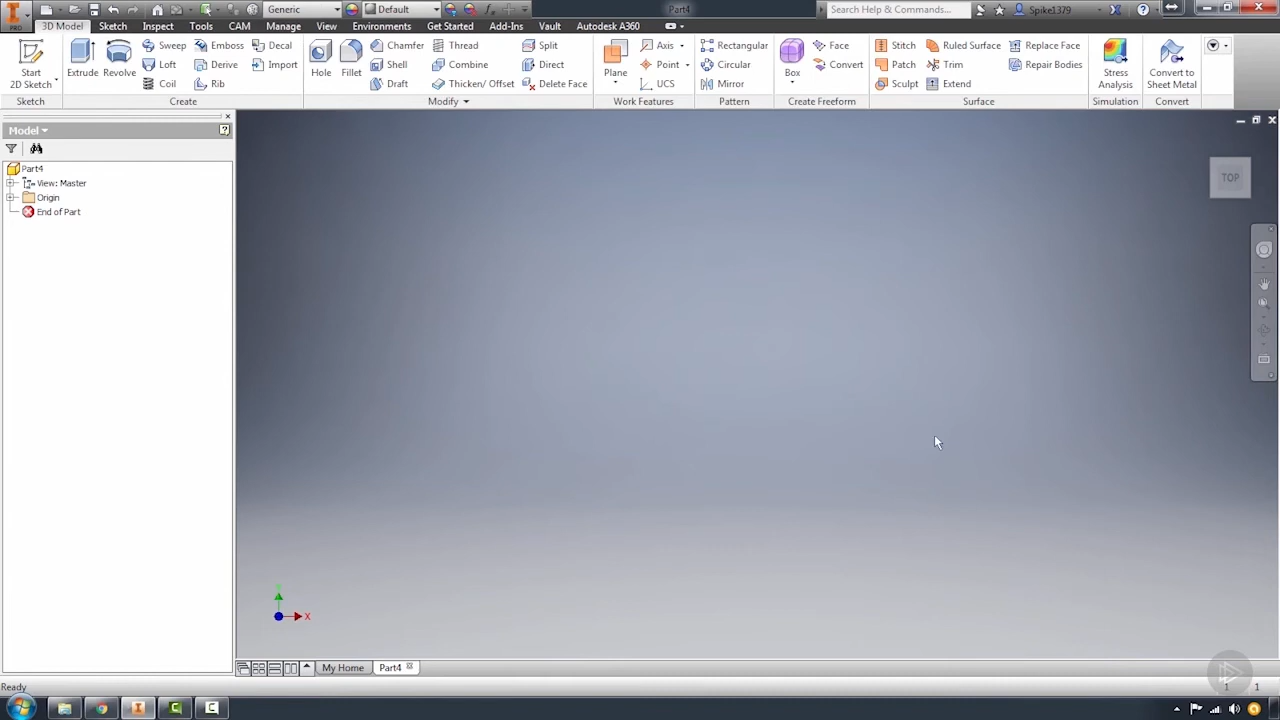 PRO
Generic
Default
Part4
Search Help & Commands...
Spike1379
3D Model Sketch Inspect Tools CAM Manage View Environments Get Started Add-Ins Vault Autodesk A360
Sweep Emboss Decal Chamfer Thread Split Axis Rectangular Face Stitch Ruled Surface Replace Face
Start
2D Sketch
Extrude Revolve Loft Derive Import Hole Fillet Shell Combine Direct Plane Point Circular Box Convert Patch Trim Repair Bodies
Stress
Analysis
Convert to
Sheet Metal
Coil Rib Draft Thicken/ Offset Delete Face UCS Mirror Sculpt Extend
Sketch Create Modify Work Features Pattern Create Freeform Surface Simulation Convert
Model
Part4
View: Master
Origin
End of Part
TOP
X
My Home Part4
Ready
1 1